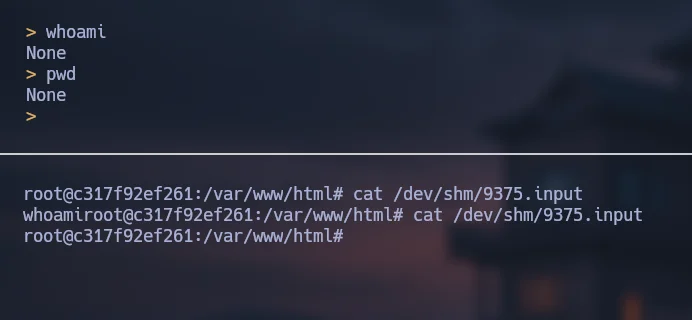 > whoami
None
> pwd
None
>
root@c317f92ef261:/var/www/html# cat /dev/shm/9375.input
whoamiroot@c317f92ef261:/var/www/html# cat /dev/shm/9375.input
root@c317f92ef261:/var/www/html#